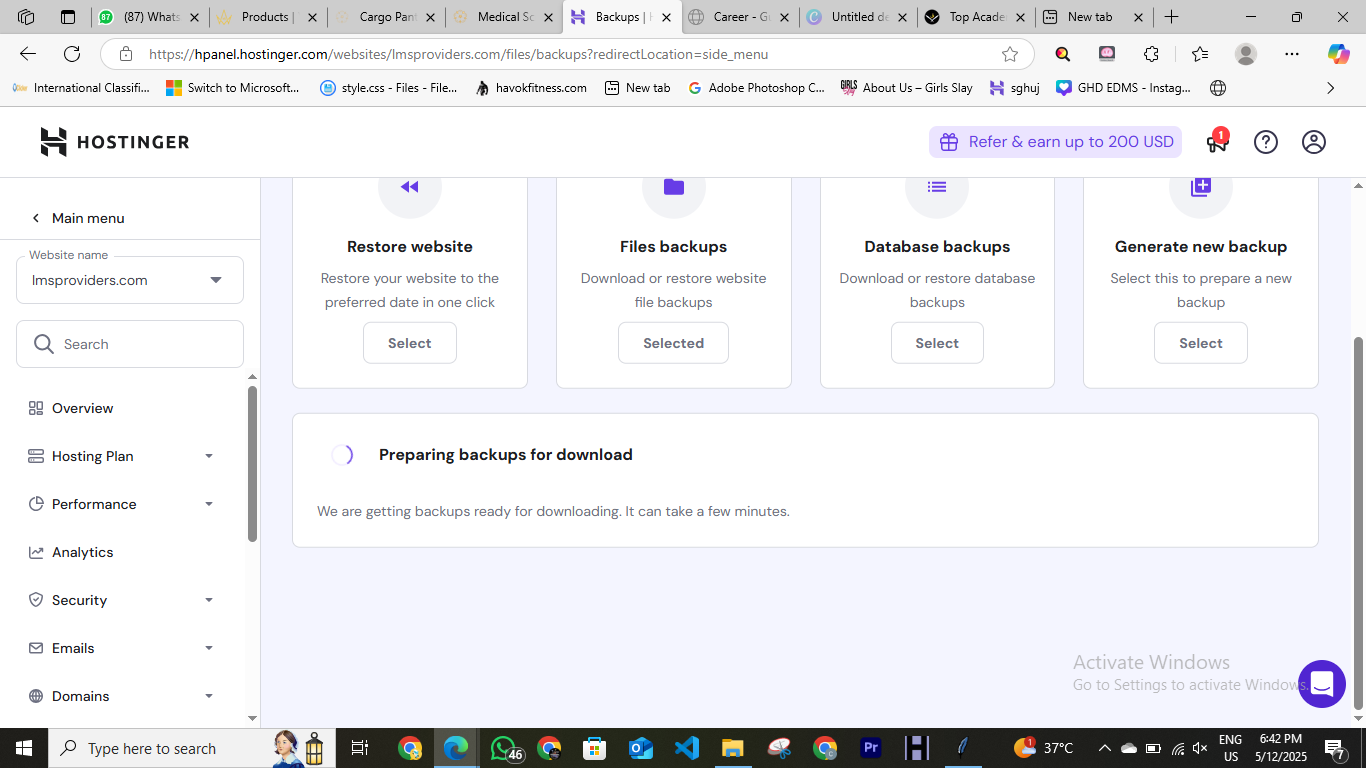 (87) Whats
Products |
Cargo Pant
Medical Sc
Backups | H
Career - Gu
Untitled de
Top Acade
New tab
https://hpanel.hostinger.com/websites/lmsproviders.com/files/backups?redirectLocation=side_menu
International Classifi...
Switch to Microsoft...
style.css - Files - File...
havokfitness.com
New tab
Adobe Photoshop C...
About Us – Girls Slay
sghuj
GHD EDMS - Instag...
HOSTINGER
Refer & earn up to 200 USD
1
Main menu
Website name
lmsproviders.com
Search
Overview
Hosting Plan
Performance
Analytics
Security
Emails
Domains
Restore website
Restore your website to the
preferred date in one click
Select
Files backups
Download or restore website
file backups
Selected
Database backups
Download or restore database
backups
Select
Generate new backup
Select this to prepare a new
backup
Select
Preparing backups for download
We are getting backups ready for downloading. It can take a few minutes.
Activate Windows
Go to Settings to activate Windows.
Type here to search
46
Pr
1
37°C
ENG
US
6:42 PM
5/12/2025
7